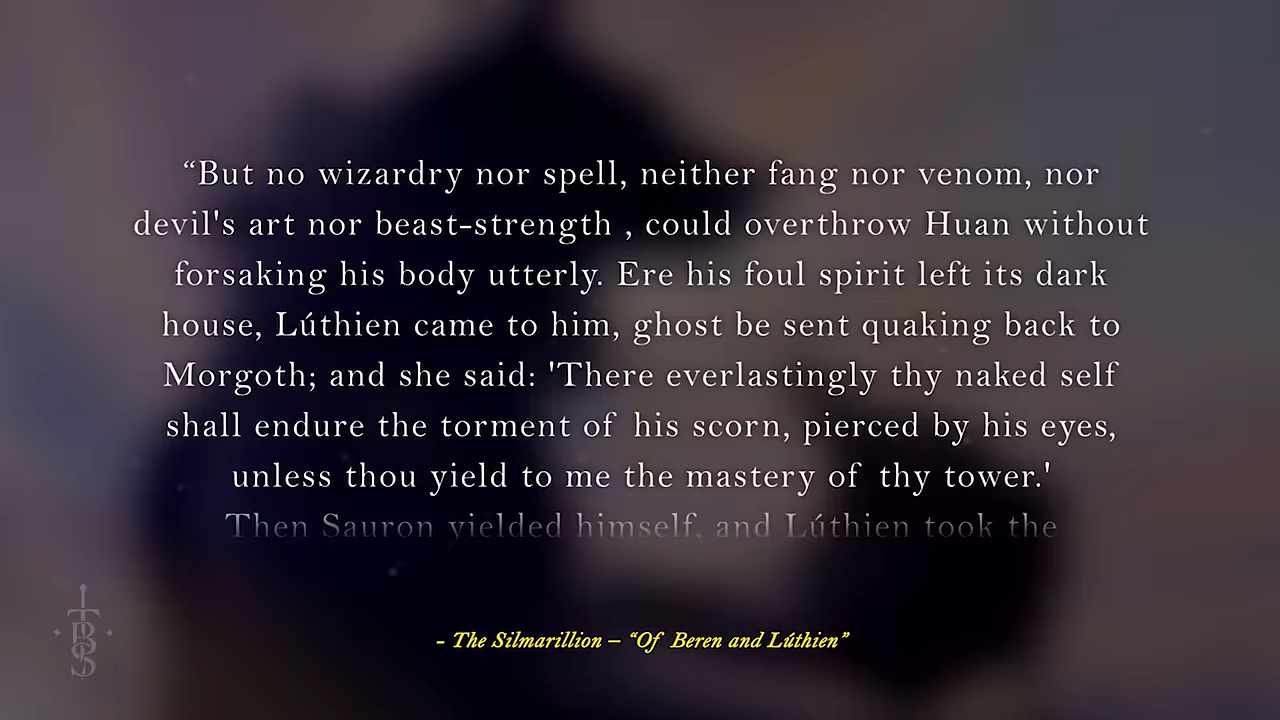 “But no wizardry nor spell, neither fang nor venom, nor
devil's art nor beast-strength , could overthrow Huan without
forsaking his body utterly. Ere his foul spirit left its dark
house, Lúthien came to him, ghost be sent quaking back to
Morgoth; and she said: 'There everlastingly thy naked self
shall endure the torment of his scorn, pierced by his eyes,
unless thou yield to me the mastery of thy tower.'
Then Sauron yielded himself, and Lúthien took the
– The Silmarillion – “Of Beren and Lúthien”
TBS